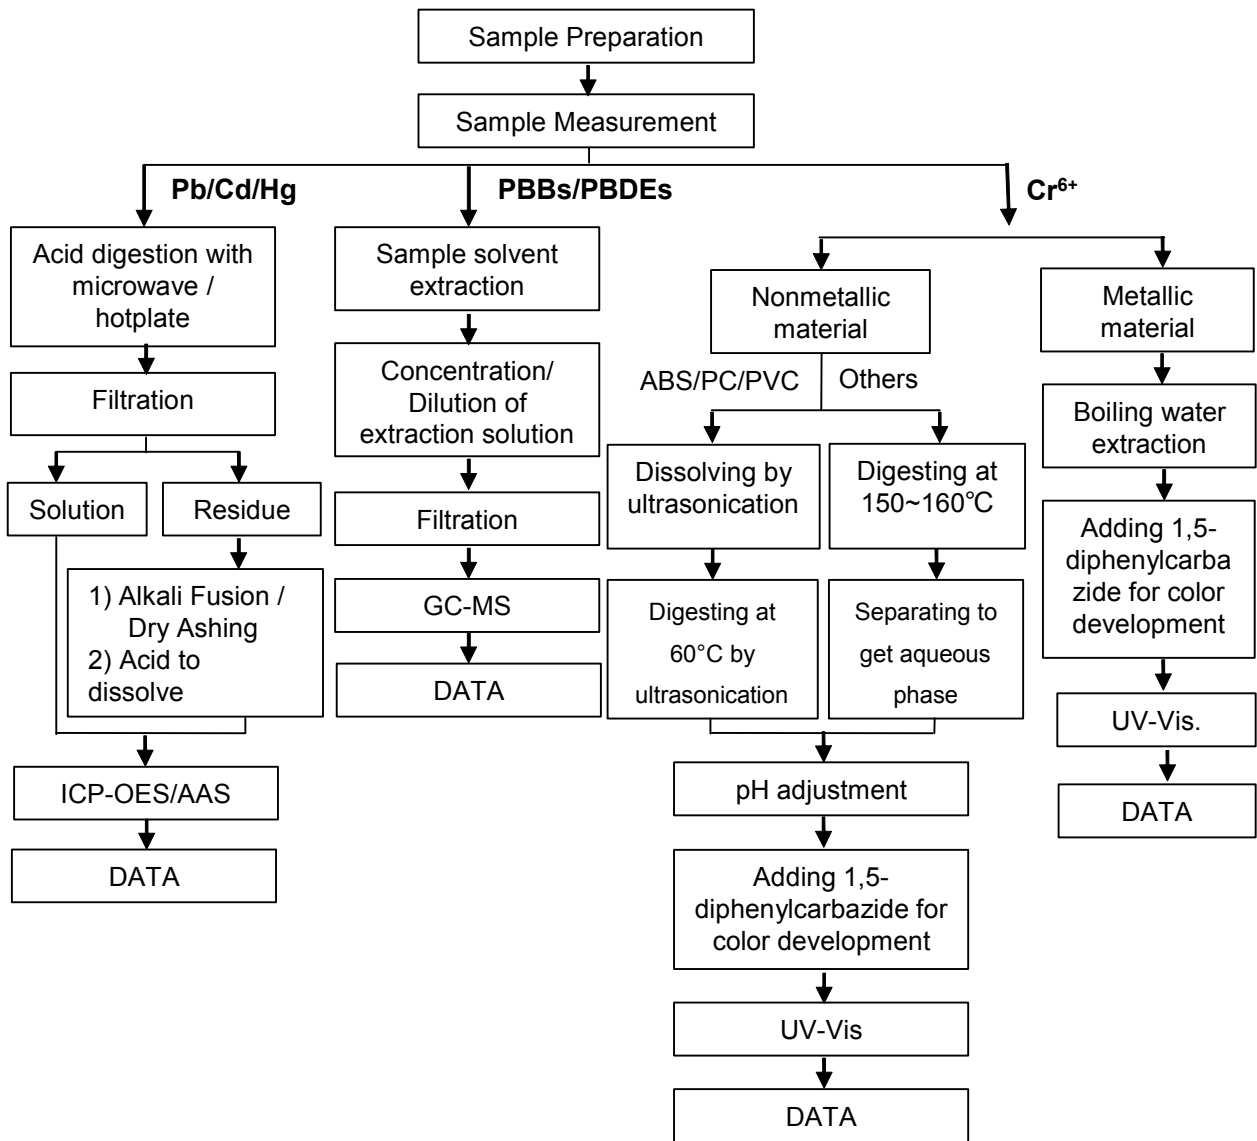 Sample Preparation
Sample Measurement
Pb/Cd/Hg
PBBs/PBDEs
Cr⁶⁺
Acid digestion with
microwave /
hotplate
Filtration
Solution
Residue
1) Alkali Fusion /
Dry Ashing
2) Acid to
dissolve
ICP-OES/AAS
DATA
Sample solvent
extraction
Concentration/
Dilution of
extraction solution
Filtration
GC-MS
DATA
Nonmetallic
material
ABS/PC/PVC
Others
Dissolving by
ultrasonication
Digesting at
60°C by
ultrasonication
Digesting at
150~160℃
Separating to
get aqueous
phase
pH adjustment
Adding 1,5-
diphenylcarbazide for
color development
UV-Vis
DATA
Metallic
material
Boiling water
extraction
Adding 1,5-
diphenylcarba
zide for color
development
UV-Vis.
DATA